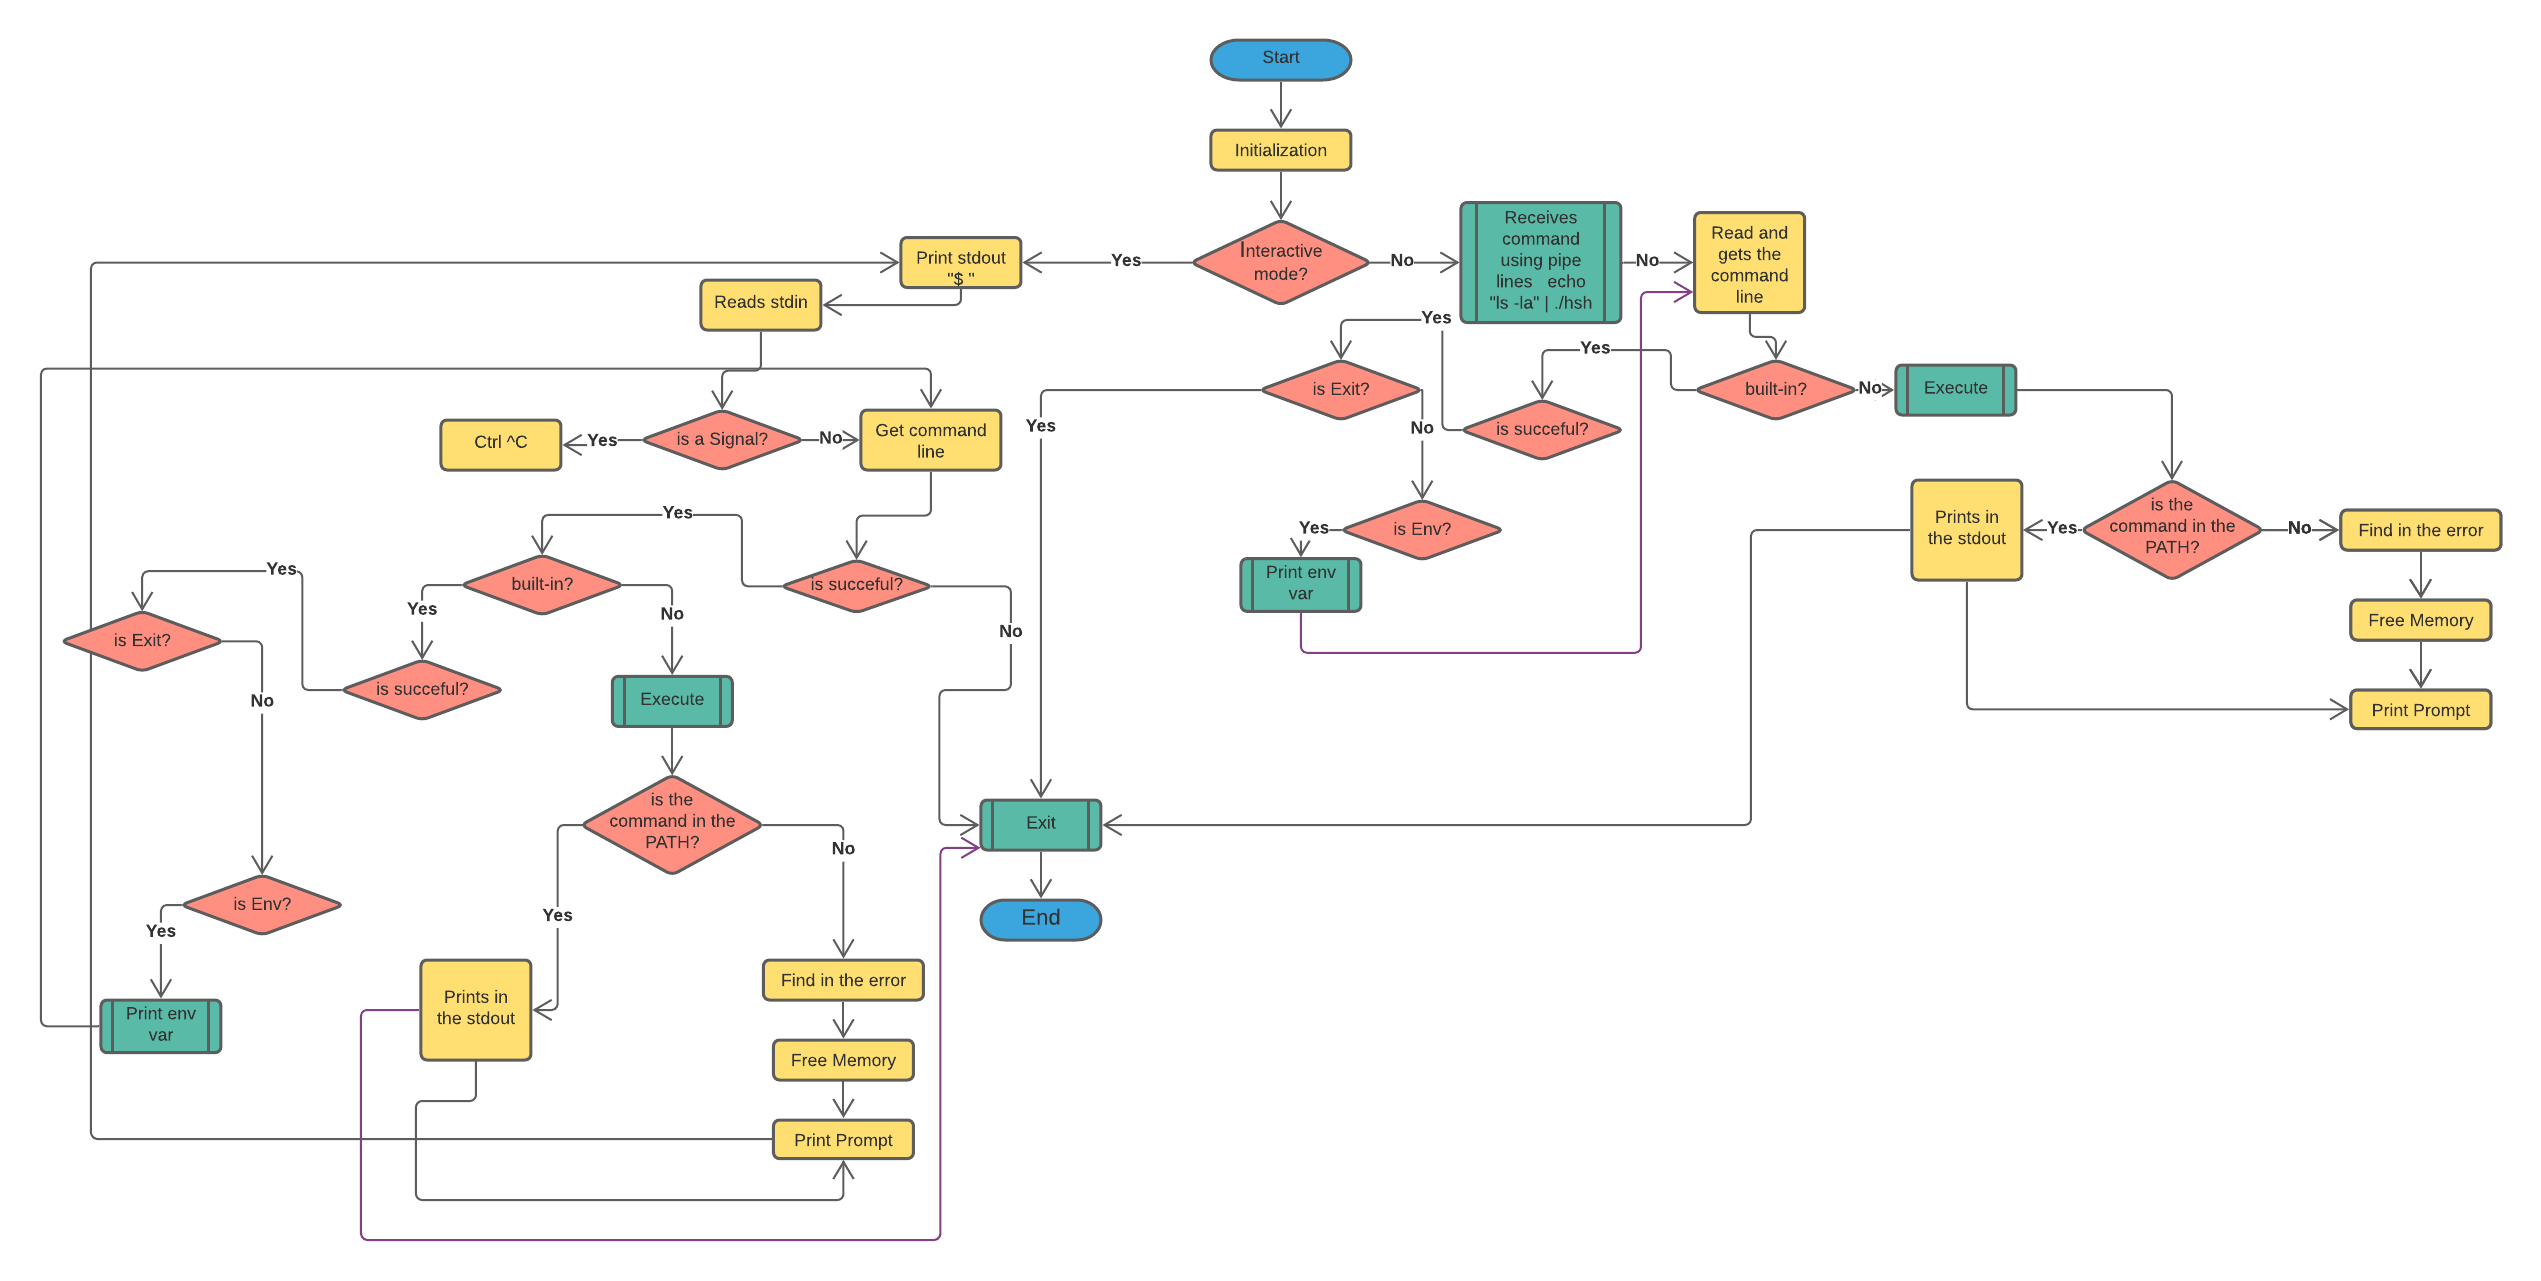 Start
Initialization
Interactive
mode?
Yes
No
Print stdout
"$ "
Reads stdin
Receives
command
using pipe
lines   echo
"ls -la" | ./hsh
No
Read and
gets the
command
line
Yes
is Exit?
Yes
No
Yes
is succeful?
built-in?
No
Execute
is Env?
Yes
Print env
var
is the
command in the
PATH?
Yes
No
Prints in
the stdout
Find in the error
Free Memory
Print Prompt
is a Signal?
Yes
No
Ctrl ^C
Get command
line
is succeful?
Yes
No
built-in?
Yes
No
is succeful?
Yes
is Exit?
No
is Env?
Yes
Print env
var
Execute
is the
command in the
PATH?
Yes
No
Prints in
the stdout
Find in the error
Free Memory
Print Prompt
Exit
End